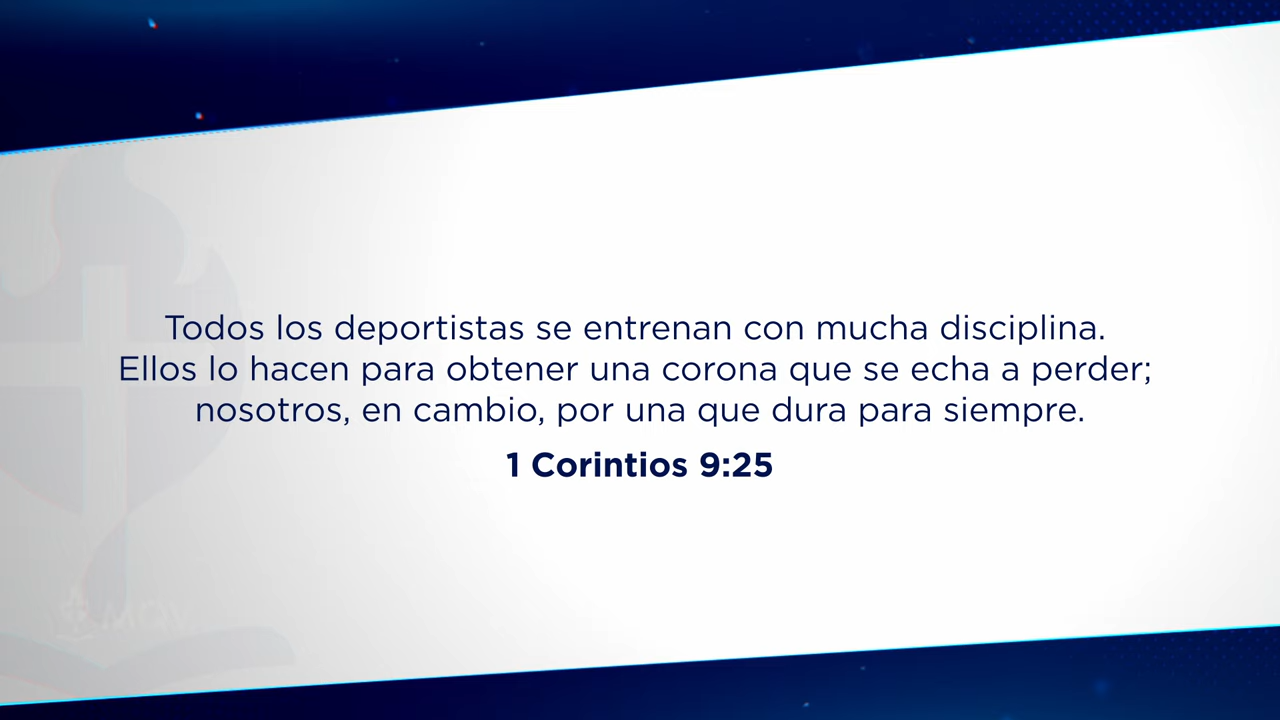 Todos los deportistas se entrenan con mucha disciplina.
Ellos lo hacen para obtener una corona que se echa a perder;
nosotros, en cambio, por una que dura para siempre.
1 Corintios 9:25